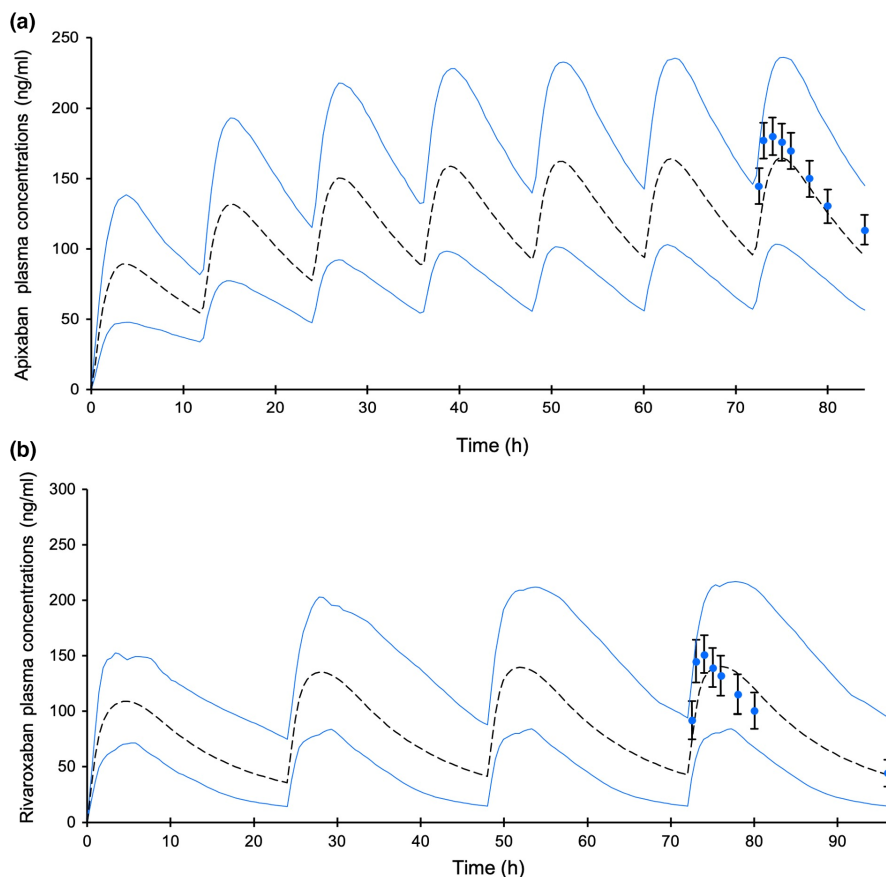 (a)
Apixaban plasma concentrations (ng/ml)
250
200
150
100
50
0
0 10 20 30 40 50 60 70 80
Time (h)
(b)
Rivaroxaban plasma concentrations (ng/ml)
300
250
200
150
100
50
0
0 10 20 30 40 50 60 70 80 90
Time (h)